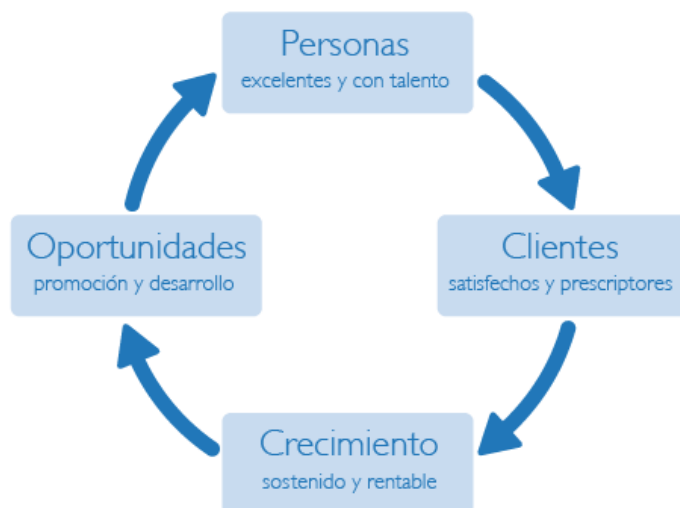 Personas
excelentes y con talento
Oportunidades
promoción y desarrollo
Clientes
satisfechos y prescriptores
Crecimiento
sostenido y rentable